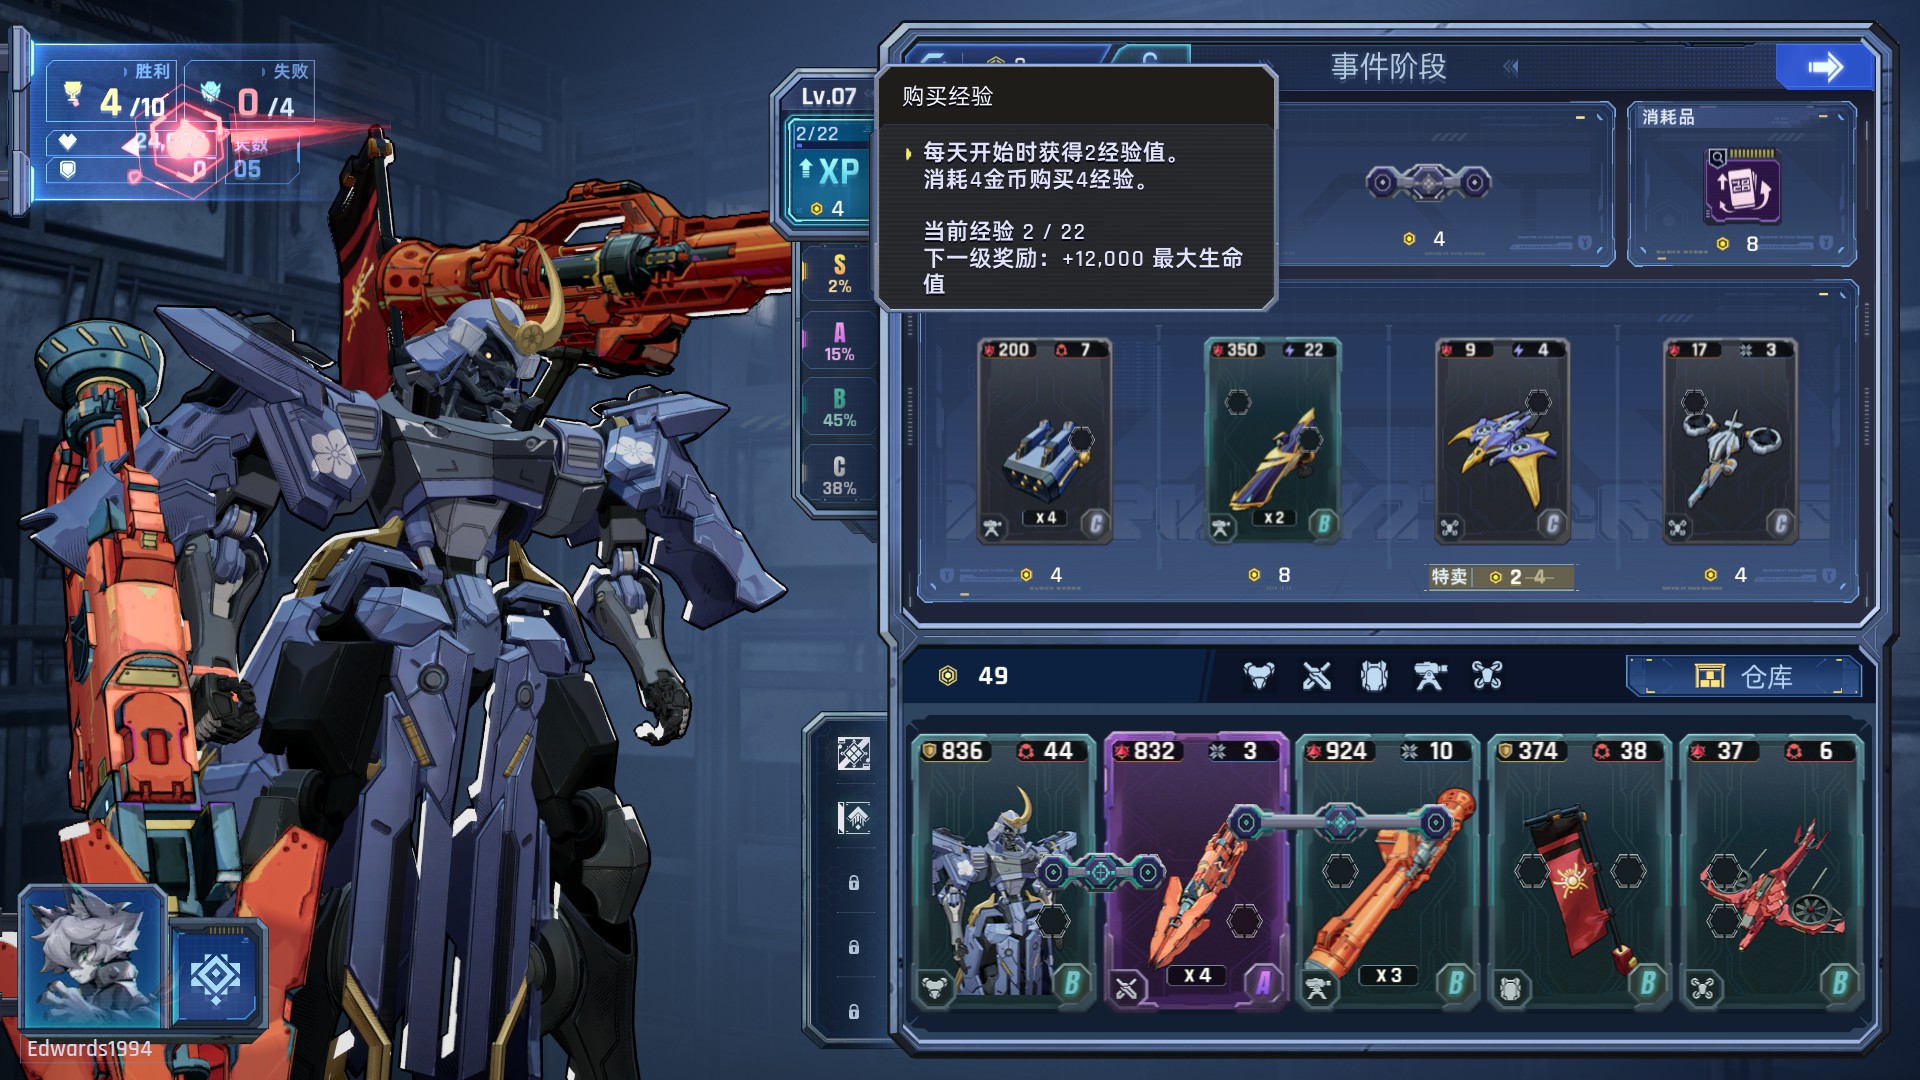 胜利
4 /10
失败
0 /4
24,
0
天数
05
Lv.07
2/22
XP
4
S
2%
A
15%
B
45%
C
38%
购买经验
每天开始时获得2经验值。
消耗4金币购买4经验。
当前经验 2 / 22
下一级奖励：+12,000 最大生命
值
事件阶段
4
消耗品
8
200 7
x4 C
4
350 22
x2 B
8
9 4
C
特卖 2 4
17 3
C
4
49
仓库
836 44
B
832 3
x4 A
924 10
x3 B
374 38
B
37 6
B
Edwards1994